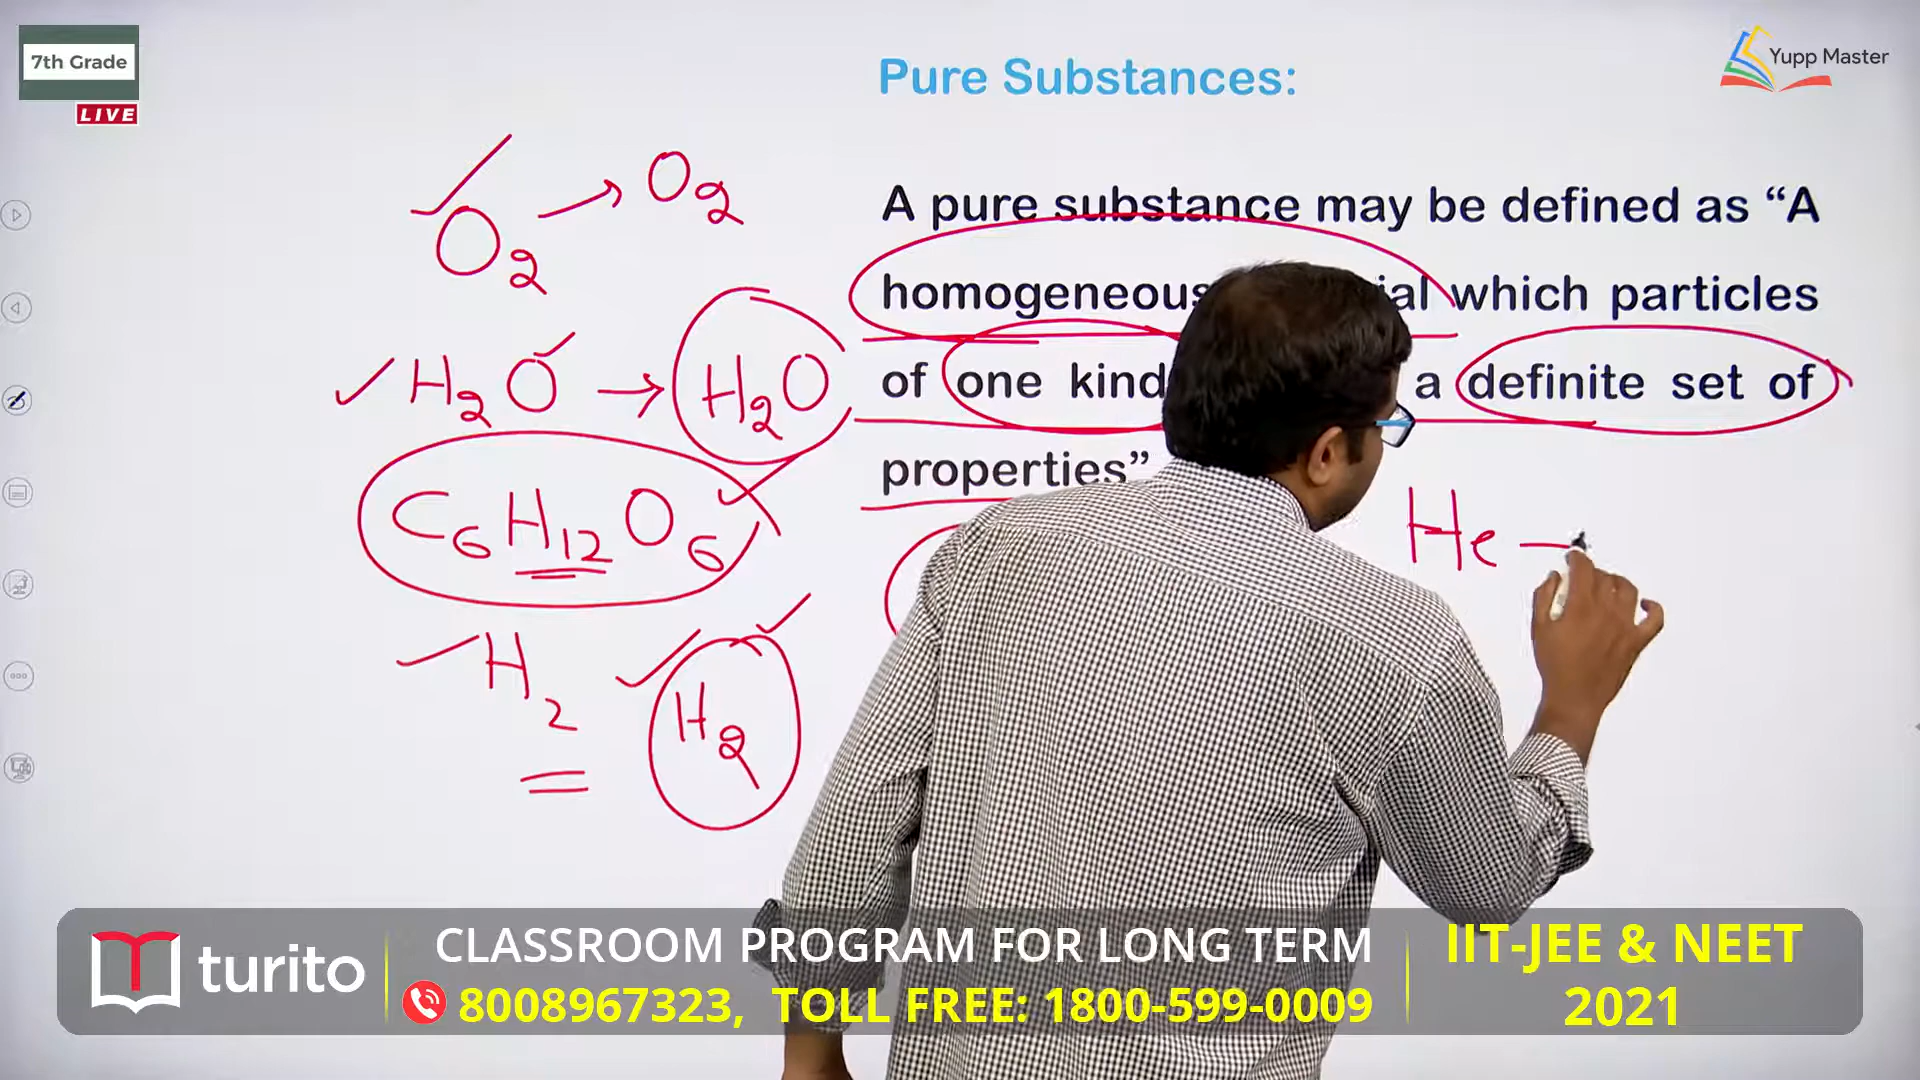 7th Grade
LIVE
Yupp Master
Pure Substances:
A pure substance may be defined as “A
homogeneous which particles
of one kind a definite set of
properties”
O2 → O2
H2O → H2O
C6H12O6
H2 H2
He —
turito
CLASSROOM PROGRAM FOR LONG TERM
8008967323, TOLL FREE: 1800-599-0009
IIT-JEE & NEET
2021